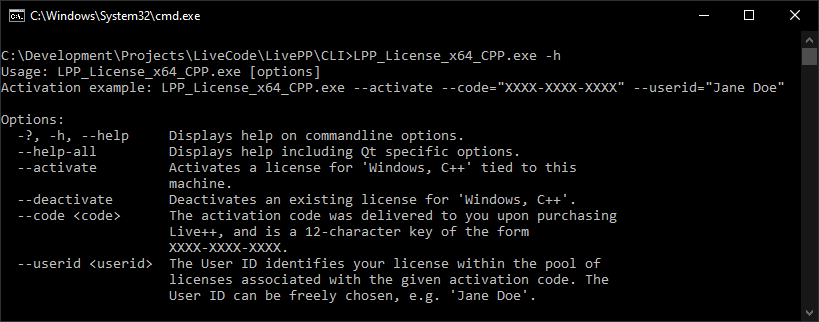 C:\Windows\System32\cmd.exe
C:\Development\Projects\LiveCode\LivePP\CLI>LPP_License_x64_CPP.exe -h
Usage: LPP_License_x64_CPP.exe [options]
Activation example: LPP_License_x64_CPP.exe --activate --code="XXXX-XXXX-XXXX" --userid="Jane Doe"
Options:
-?, -h, --help Displays help on commandline options.
--help-all Displays help including Qt specific options.
--activate Activates a license for 'Windows, C++' tied to this
machine.
--deactivate Deactivates an existing license for 'Windows, C++'.
--code <code> The activation code was delivered to you upon purchasing
Live++, and is a 12-character key of the form
XXXX-XXXX-XXXX.
--userid <userid> The User ID identifies your license within the pool of
licenses associated with the given activation code. The
User ID can be freely chosen, e.g. 'Jane Doe'.